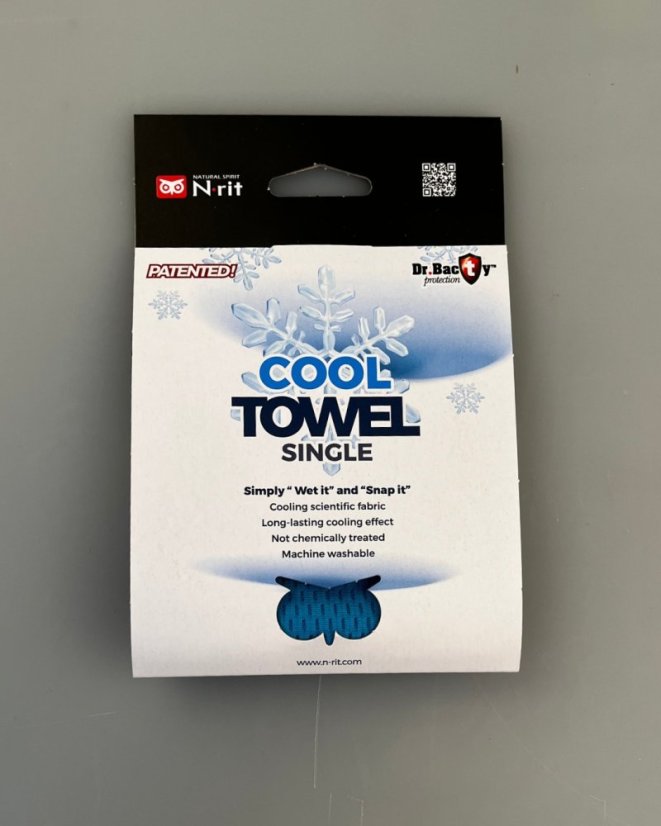 NATURAL SPIRIT
N·rit
PATENTED!
Dr.Bacty™
protection
COOL
TOWEL
SINGLE
Simply “ Wet it” and “Snap it”
Cooling scientific fabric
Long-lasting cooling effect
Not chemically treated
Machine washable
www.n-rit.com